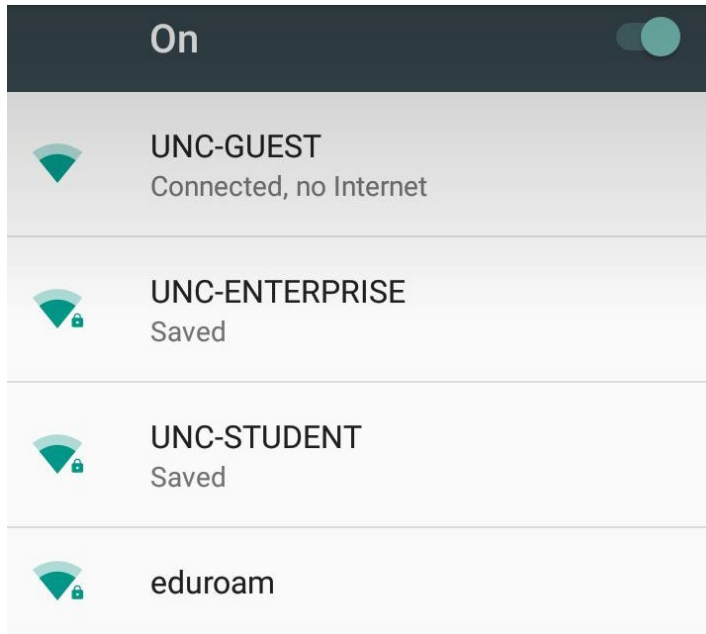 On
UNC-GUEST
Connected, no Internet
UNC-ENTERPRISE
Saved
UNC-STUDENT
Saved
eduroam